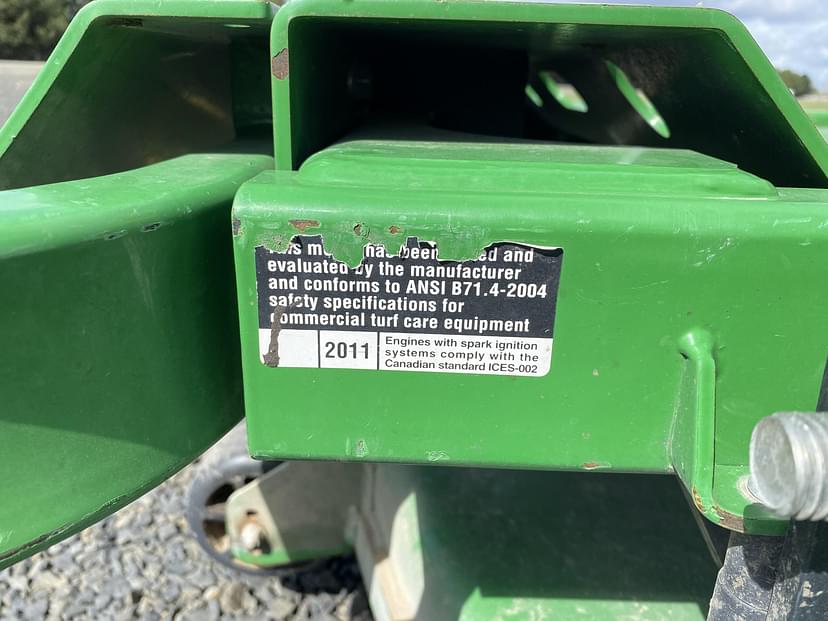 and
evaluated by the manufacturer
and conforms to ANSI B71.4-2004
safety specifications for
commercial turf care equipment
2011
Engines with spark ignition
systems comply with the
Canadian standard ICES-002